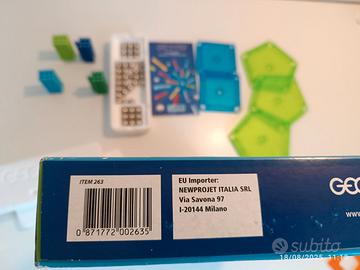 ITEM 263
0 871772 002635
EU Importer:
NEWPROJET ITALIA SRL
Via Savona 97
I-20144 Milano
GEO
www.
subito
18/08/2025